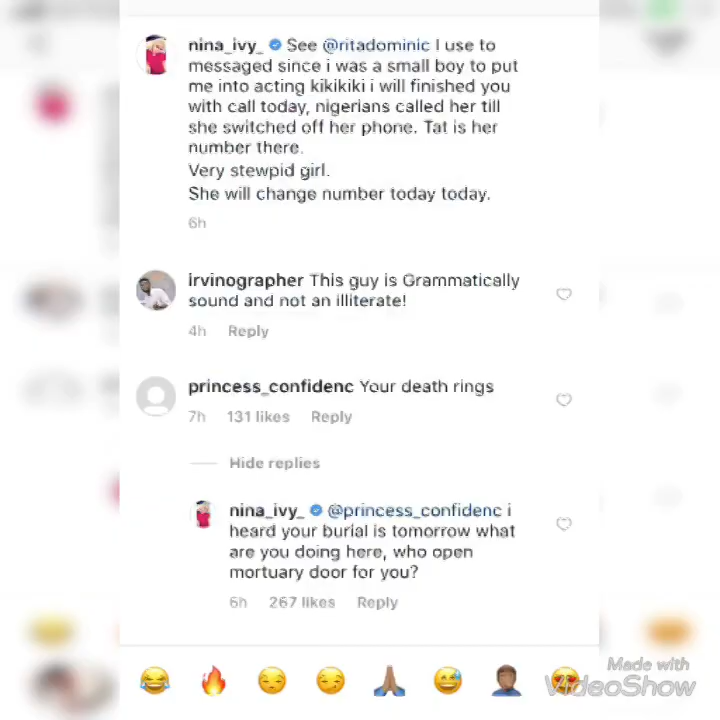 nina_ivy_ See @ritadominic I use to
messaged since i was a small boy to put
me into acting kikikiki i will finished you
with call today, nigerians called her till
she switched off her phone. Tat is her
number there.
Very stewpid girl.
She will change number today today.
6h
irvinographer This guy is Grammatically
sound and not an illiterate!
4h Reply
princess_confidenc Your death rings
7h 131 likes Reply
Hide replies
nina_ivy_ @princess_confidenc i
heard your burial is tomorrow what
are you doing here, who open
mortuary door for you?
6h 267 likes Reply
Made with
VideoShow